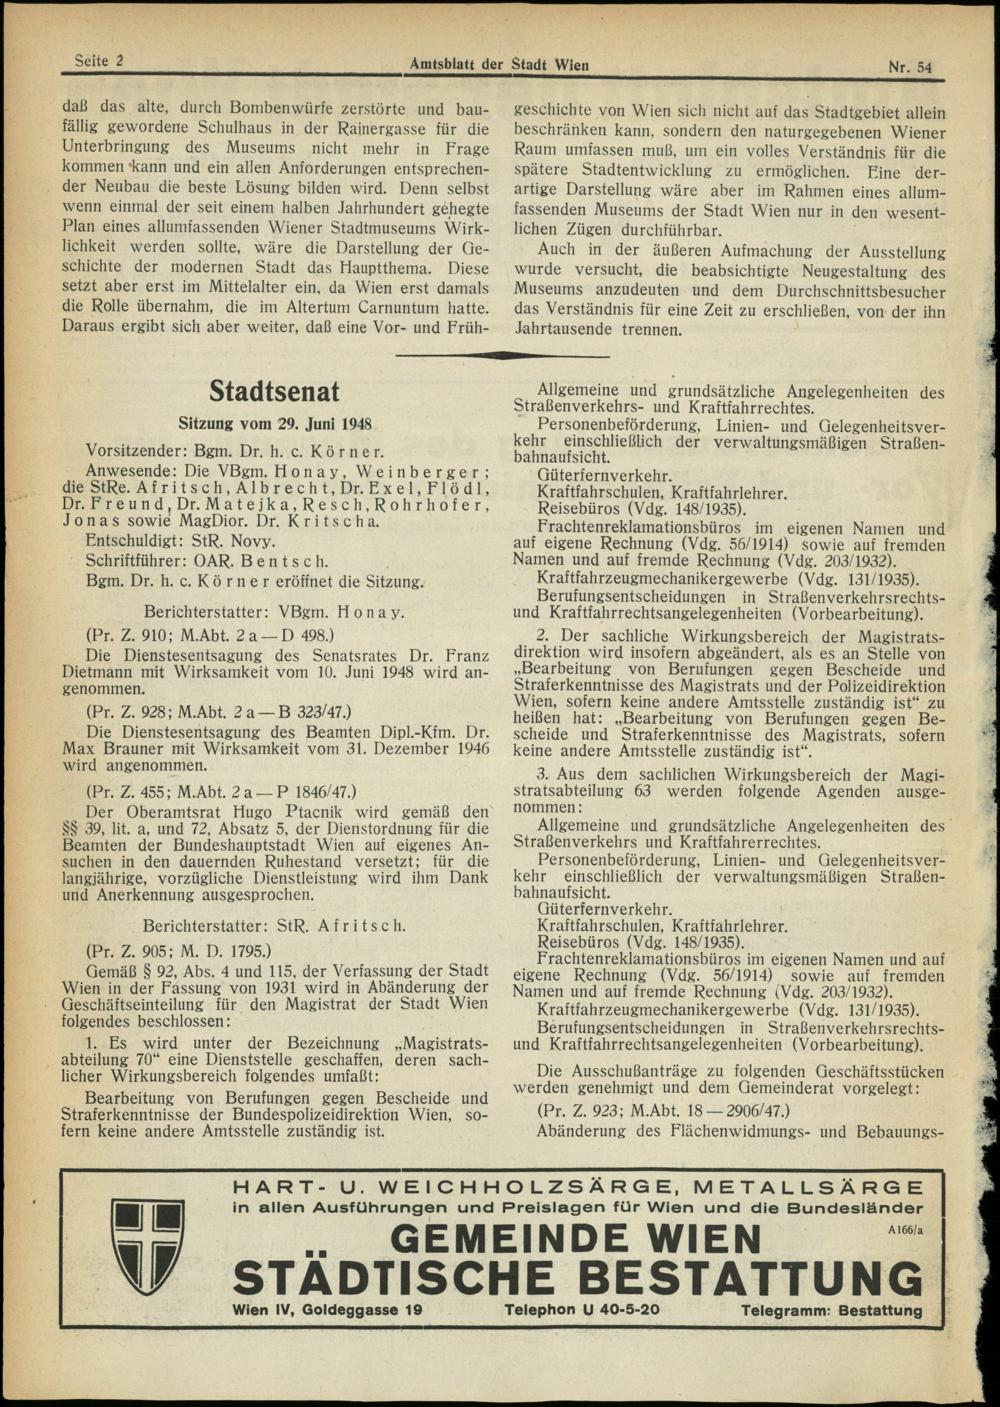 Seite 2
Amtsblatt der Stadt Wien
Nr. 54
daß das alte, durch Bombenwürfe zerstörte und bau-
fällig gewordene Schulhaus in der Rainergasse für die
Unterbringung des Museums nicht mehr in Frage
kommen kann und ein allen Anforderungen entsprechen-
der Neubau die beste Lösung bilden wird. Denn selbst
wenn einmal der seit einem halben Jahrhundert gehegte
Plan eines allumfassenden Wiener Stadtmuseums Wirk-
lichkeit werden sollte, wäre die Darstellung der Ge-
schichte der modernen Stadt das Hauptthema. Diese
setzt aber erst im Mittelalter ein, da Wien erst damals
die Rolle übernahm, die im Altertum Carnuntum hatte.
Daraus ergibt sich aber weiter, daß eine Vor- und Früh-
geschichte von Wien sich nicht auf das Stadtgebiet allein
beschränken kann, sondern den naturgegebenen Wiener
Raum umfassen muß, um ein volles Verständnis für die
spätere Stadtentwicklung zu ermöglichen. Eine der-
artige Darstellung wäre aber im Rahmen eines allum-
fassenden Museums der Stadt Wien nur in den wesent-
lichen Zügen durchführbar.
Auch in der äußeren Aufmachung der Ausstellung
wurde versucht, die beabsichtigte Neugestaltung des
Museums anzudeuten und dem Durchschnittsbesucher
das Verständnis für eine Zeit zu erschließen, von der ihn
Jahrtausende trennen.
Stadtsenat
Sitzung vom 29. Juni 1948
Vorsitzender: Bgm. Dr. h. c. Körner.
Anwesende: Die VBgm. Honay, Weinberger;
die StRe. Afritsch, Albrecht, Dr. Exel, Flödl,
Dr. Freund, Dr. Matejka, Resch, Rohrhofer,
Jonas sowie MagDior. Dr. Kritscha.
Entschuldigt: StR. Novy.
Schriftführer: OAR. Bentsch.
Bgm. Dr. h. c. Körner eröffnet die Sitzung.
Berichterstatter: VBgm. Honay.
(Pr. Z. 910; M.Abt. 2 a — D 498.)
Die Dienstesentsagung des Senatsrates Dr. Franz
Dietmann mit Wirksamkeit vom 10. Juni 1948 wird an-
genommen.
(Pr. Z. 928; M.Abt. 2 a — B 323/47.)
Die Dienstesentsagung des Beamten Dipl.-Kfm. Dr.
Max Brauner mit Wirksamkeit vom 31. Dezember 1946
wird angenommen.
(Pr. Z. 455; M.Abt. 2 a — P 1846/47.)
Der Oberamtsrat Hugo Ptacnik wird gemäß den
§§ 39, lit. a, und 72, Absatz 5, der Dienstordnung für die
Beamten der Bundeshauptstadt Wien auf eigenes An-
suchen in den dauernden Ruhestand versetzt; für die
langjährige, vorzügliche Dienstleistung wird ihm Dank
und Anerkennung ausgesprochen.
Berichterstatter: StR. Afritsch.
(Pr. Z. 905; M. D. 1795.)
Gemäß § 92, Abs. 4 und 115, der Verfassung der Stadt
Wien in der Fassung von 1931 wird in Abänderung der
Geschäftseinteilung für den Magistrat der Stadt Wien
folgendes beschlossen:
1. Es wird unter der Bezeichnung „Magistrats-
abteilung 70“ eine Dienststelle geschaffen, deren sach-
licher Wirkungsbereich folgendes umfaßt:
Bearbeitung von Berufungen gegen Bescheide und
Straferkenntnisse der Bundespolizeidirektion Wien, so-
fern keine andere Amtsstelle zuständig ist.
Allgemeine und grundsätzliche Angelegenheiten des
Straßenverkehrs- und Kraftfahrrechtes.
Personenbeförderung, Linien- und Gelegenheitsver-
kehr einschließlich der verwaltungsmäßigen Straßen-
bahnaufsicht.
Güterfernverkehr.
Kraftfahrschulen, Kraftfahrlehrer.
Reisebüros (Vdg. 148/1935).
Frachtenreklamationsbüros im eigenen Namen und
auf eigene Rechnung (Vdg. 56/1914) sowie auf fremden
Namen und auf fremde Rechnung (Vdg. 203/1932).
Kraftfahrzeugmechanikergewerbe (Vdg. 131/1935).
Berufungsentscheidungen in Straßenverkehrsrechts-
und Kraftfahrrechtsangelegenheiten (Vorbearbeitung).
2. Der sachliche Wirkungsbereich der Magistrats-
direktion wird insofern abgeändert, als es an Stelle von
„Bearbeitung von Berufungen gegen Bescheide und
Straferkenntnisse des Magistrats und der Polizeidirektion
Wien, sofern keine andere Amtsstelle zuständig ist“ zu
heißen hat: „Bearbeitung von Berufungen gegen Be-
scheide und Straferkenntnisse des Magistrats, sofern
keine andere Amtsstelle zuständig ist“.
3. Aus dem sachlichen Wirkungsbereich der Magi-
stratsabteilung 63 werden folgende Agenden ausge-
nommen:
Allgemeine und grundsätzliche Angelegenheiten des
Straßenverkehrs und Kraftfahrerrechtes.
Personenbeförderung, Linien- und Gelegenheitsver-
kehr einschließlich der verwaltungsmäßigen Straßen-
bahnaufsicht.
Güterfernverkehr.
Kraftfahrschulen, Kraftfahrlehrer.
Reisebüros (Vdg. 148/1935).
Frachtenreklamationsbüros im eigenen Namen und auf
eigene Rechnung (Vdg. 56/1914) sowie auf fremden
Namen und auf fremde Rechnung (Vdg. 203/1932).
Kraftfahrzeugmechanikergewerbe (Vdg. 131/1935).
Berufungsentscheidungen in Straßenverkehrsrechts-
und Kraftfahrrechtsangelegenheiten (Vorbearbeitung).
Die Ausschußanträge zu folgenden Geschäftsstücken
werden genehmigt und dem Gemeinderat vorgelegt:
(Pr. Z. 923; M.Abt. 18 — 2906/47.)
Abänderung des Flächenwidmungs- und Bebauungs-
HART- U. WEICHHOLZSÄRGE, METALLSÄRGE
in allen Ausführungen und Preislagen für Wien und die Bundesländer
GEMEINDE WIEN
A 166/a
STÄDTISCHE BESTATTUNG
Wien IV, Goldeggasse 19 Telephon U 40-5-20 Telegramm: Bestattung